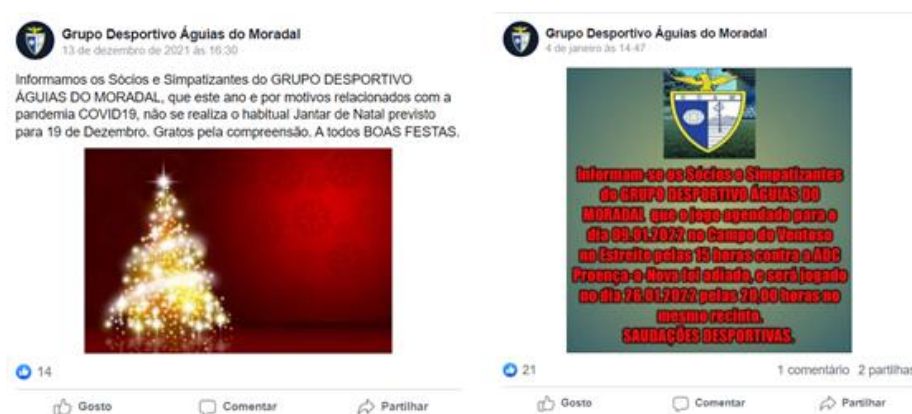 Grupo Desportivo Águias do Moradal
13 de dezembro de 2021 às 16:30
Informamos os Sócios e Simpatizantes do GRUPO DESPORTIVO
ÁGUIAS DO MORADAL, que este ano e por motivos relacionados com a
pandemia COVID19, não se realiza o habitual Jantar de Natal previsto
para 19 de Dezembro. Gratos pela compreensão. A todos BOAS FESTAS.
14
Gosto
Comentar
Partilhar
Grupo Desportivo Águias do Moradal
4 de janeiro às 14:47
Informam-se os Sócios e Simpatizantes
do GRUPO DESPORTIVO ÁGUIAS DO
MORADAL que o jogo agendado para o
dia 09.01.2022 no Campo do Ventoso
no Estreito pelas 15 horas contra a ADC
Proença-a-Nova foi adiado, e será jogado
no dia 26.01.2022 pelas 20,00 horas no
mesmo recinto.
SAUDAÇÕES DESPORTIVAS.
21
1 comentário 2 partilhas
Gosto
Comentar
Partilhar